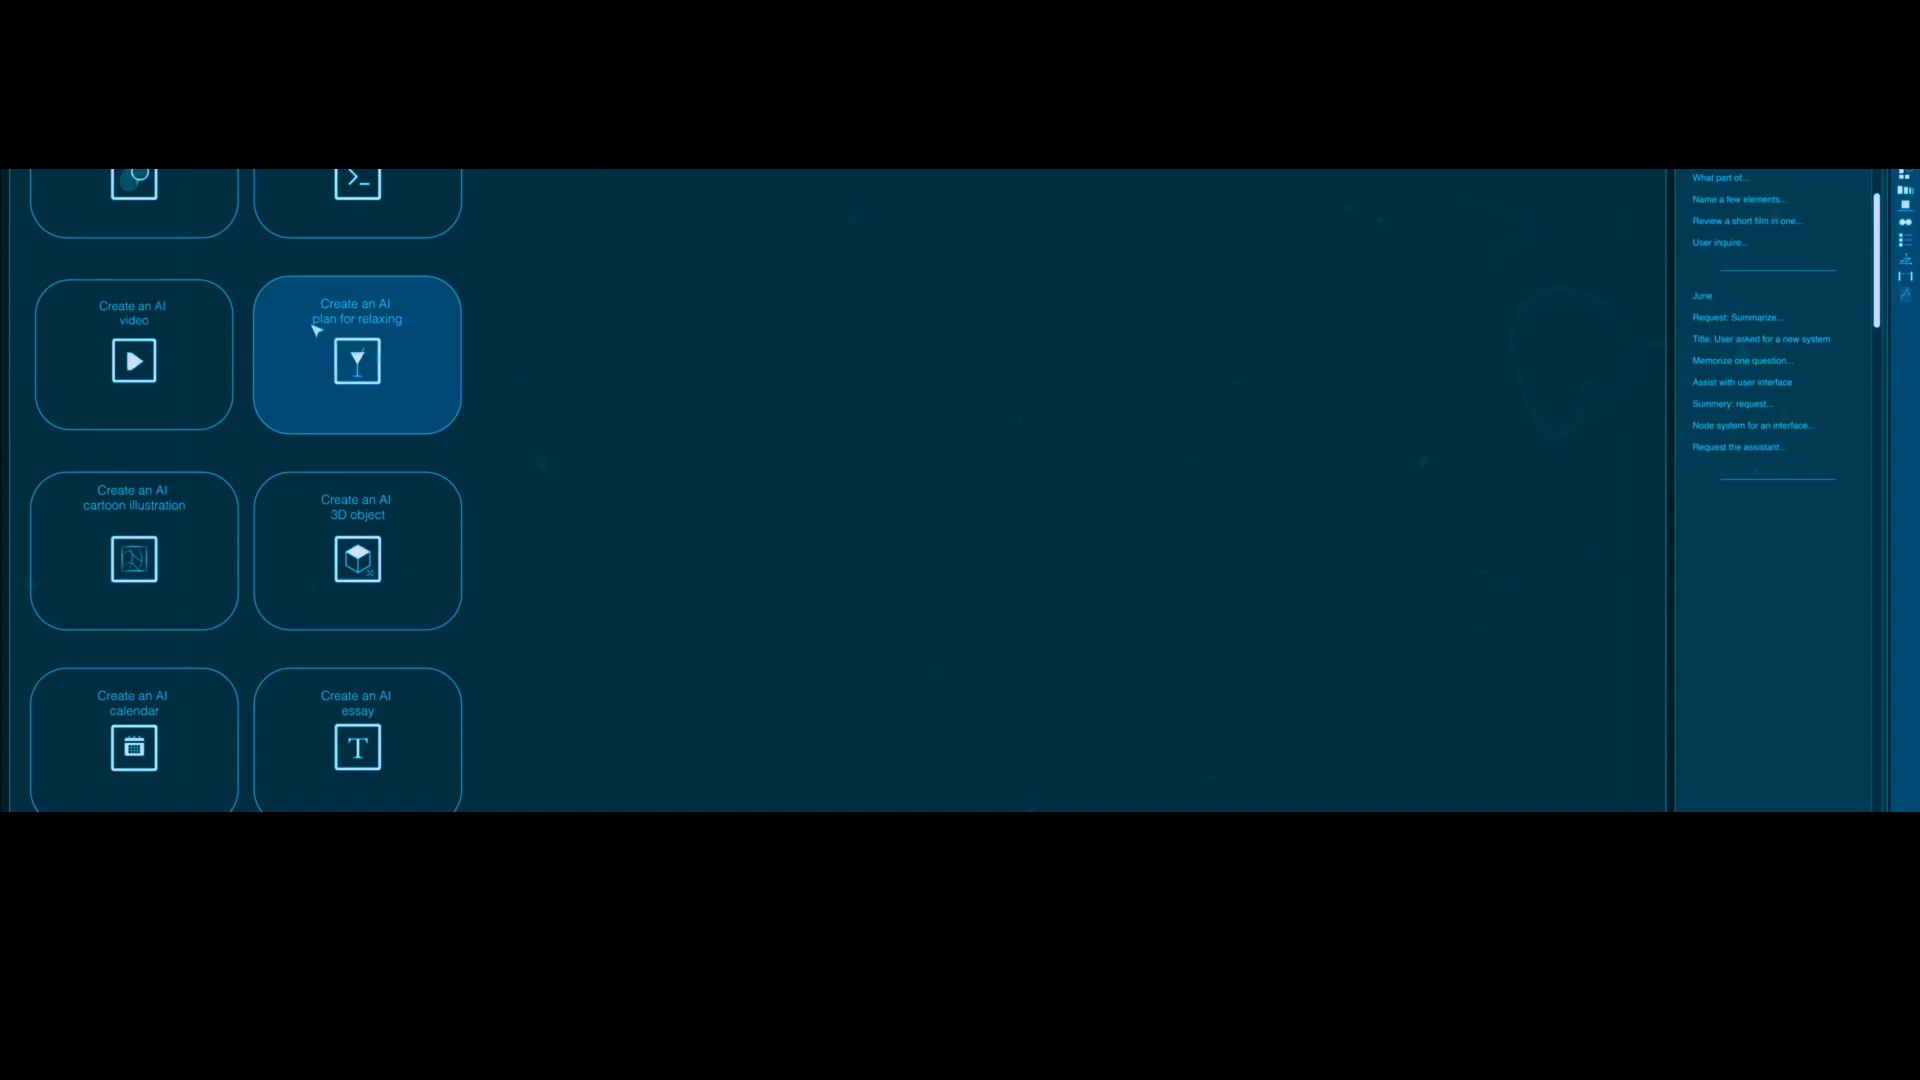 Create an AI
video
Create an AI
plan for relaxing
Create an AI
cartoon illustration
Create an AI
3D object
Create an AI
calendar
Create an AI
essay
T
What part of...
Name a few elements...
Review a short film in one...
User inquire...
June
Request: Summarize...
Title: User asked for a new system
Memorize one question...
Assist with user interface
Summery: request...
Node system for an interface...
Request the assistant...